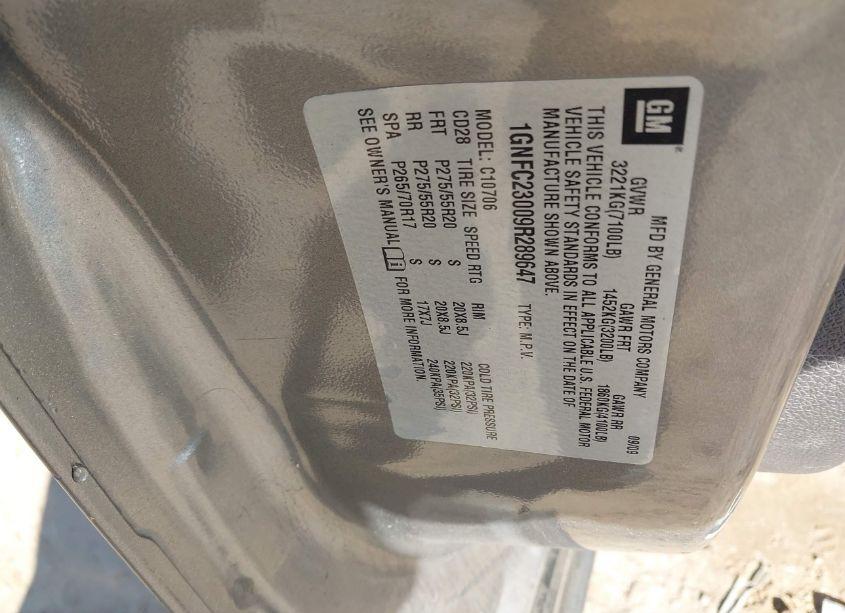 GM
MFD BY GENERAL MOTORS COMPANY 09/09
GVWR GAWR FRT GAWR RR
3221KG(7100LB) 1452KG(3200LB) 1860KG(4100LB)
THIS VEHICLE CONFORMS TO ALL APPLICABLE U.S. FEDERAL MOTOR
VEHICLE SAFETY STANDARDS IN EFFECT ON THE DATE OF
MANUFACTURE SHOWN ABOVE.
1GNFC23009R289647 TYPE: M.P.V.
MODEL: C10706
CD28 TIRE SIZE SPEED RTG RIM COLD TIRE PRESSURE
FRT P275/55R20 S 20X8.5J 220KPA(32PSI)
RR P275/55R20 S 20X8.5J 220KPA(32PSI)
SPA P265/70R17 S 17X7J 240KPA(35PSI)
SEE OWNER'S MANUAL FOR MORE INFORMATION.